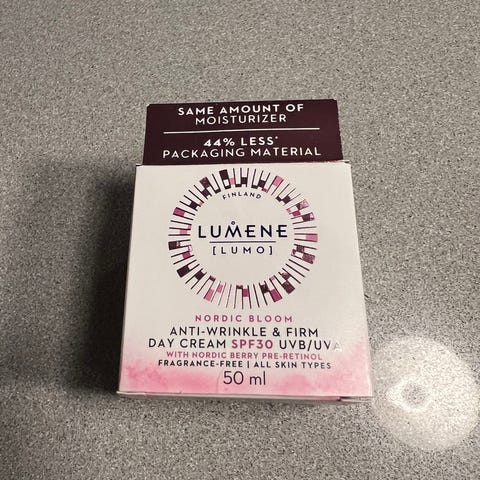 SAME AMOUNT OF
MOISTURIZER
44% LESS*
PACKAGING MATERIAL
FINLAND
LUMENE
[LUMO]
NORDIC BLOOM
ANTI-WRINKLE & FIRM
DAY CREAM SPF30 UVB/UVA
WITH NORDIC BERRY PRE-RETINOL
FRAGRANCE-FREE | ALL SKIN TYPES
50 ml